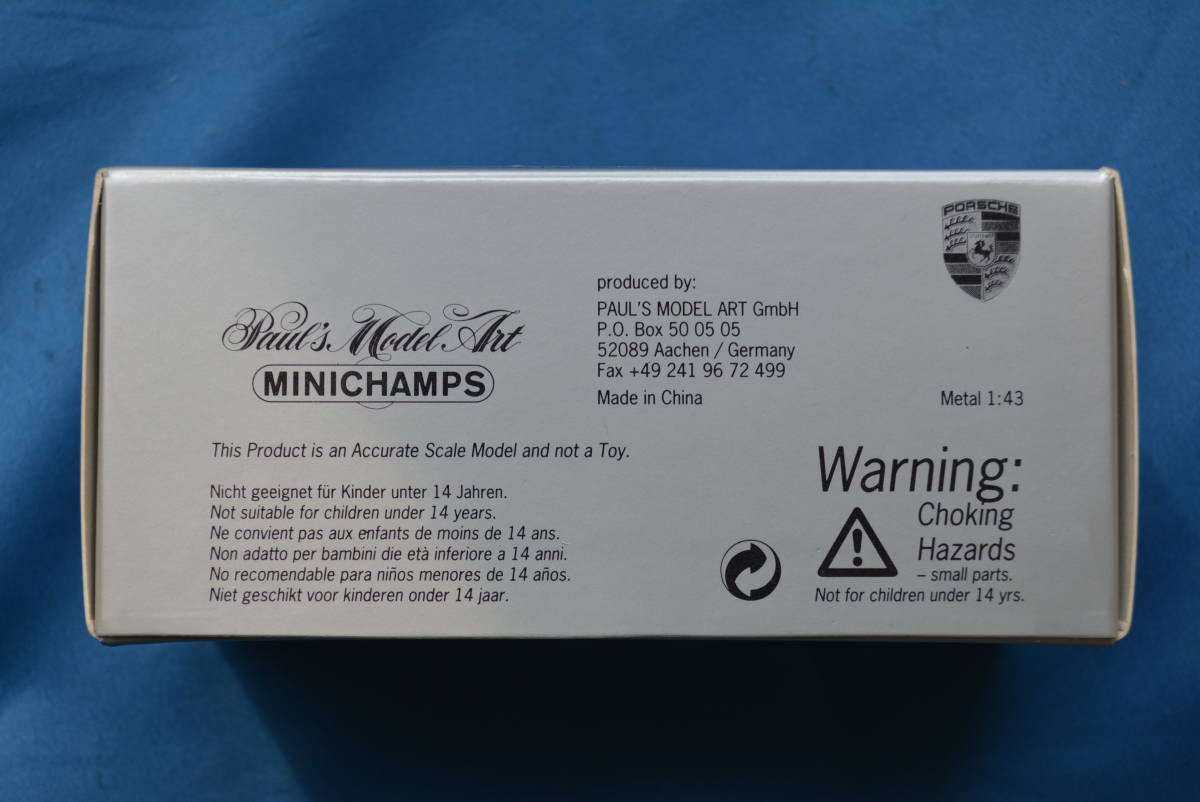 PORSCHE
Paul's Model Art
MINICHAMPS
produced by:
PAUL'S MODEL ART GmbH
P.O. Box 50 05 05
52089 Aachen / Germany
Fax +49 241 96 72 499
Made in China
Metal 1:43
This Product is an Accurate Scale Model and not a Toy.
Nicht geeignet für Kinder unter 14 Jahren.
Not suitable for children under 14 years.
Ne convient pas aux enfants de moins de 14 ans.
Non adatto per bambini die età inferiore a 14 anni.
No recomendable para niños menores de 14 años.
Niet geschikt voor kinderen onder 14 jaar.
Warning:
Choking
Hazards
– small parts.
Not for children under 14 yrs.